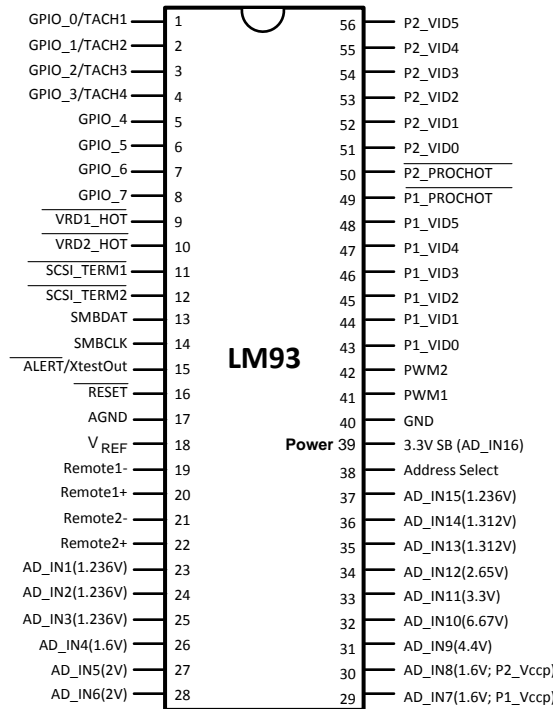 GPIO_0/TACH1 1 56 P2_VID5
GPIO_1/TACH2 2 55 P2_VID4
GPIO_2/TACH3 3 54 P2_VID3
GPIO_3/TACH4 4 53 P2_VID2
GPIO_4 5 52 P2_VID1
GPIO_5 6 51 P2_VID0
GPIO_6 7 50 P2_PROCHOT
GPIO_7 8 49 P1_PROCHOT
VRD1_HOT 9 48 P1_VID5
VRD2_HOT 10 47 P1_VID4
SCSI_TERM1 11 46 P1_VID3
SCSI_TERM2 12 45 P1_VID2
SMBDAT 13 44 P1_VID1
SMBCLK 14 43 P1_VID0
LM93
ALERT/XtestOut 15 42 PWM2
RESET 16 41 PWM1
AGND 17 40 GND
VREF 18 Power 39 3.3V SB (AD_IN16)
Remote1- 19 38 Address Select
Remote1+ 20 37 AD_IN15(1.236V)
Remote2- 21 36 AD_IN14(1.312V)
Remote2+ 22 35 AD_IN13(1.312V)
AD_IN1(1.236V) 23 34 AD_IN12(2.65V)
AD_IN2(1.236V) 24 33 AD_IN11(3.3V)
AD_IN3(1.236V) 25 32 AD_IN10(6.67V)
AD_IN4(1.6V) 26 31 AD_IN9(4.4V)
AD_IN5(2V) 27 30 AD_IN8(1.6V; P2_Vccp)
AD_IN6(2V) 28 29 AD_IN7(1.6V; P1_Vccp)